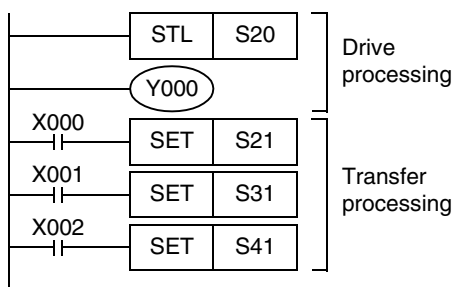 STL S20
Drive
processing
Y000
X000
SET S21
X001
SET S31
Transfer
processing
X002
SET S41